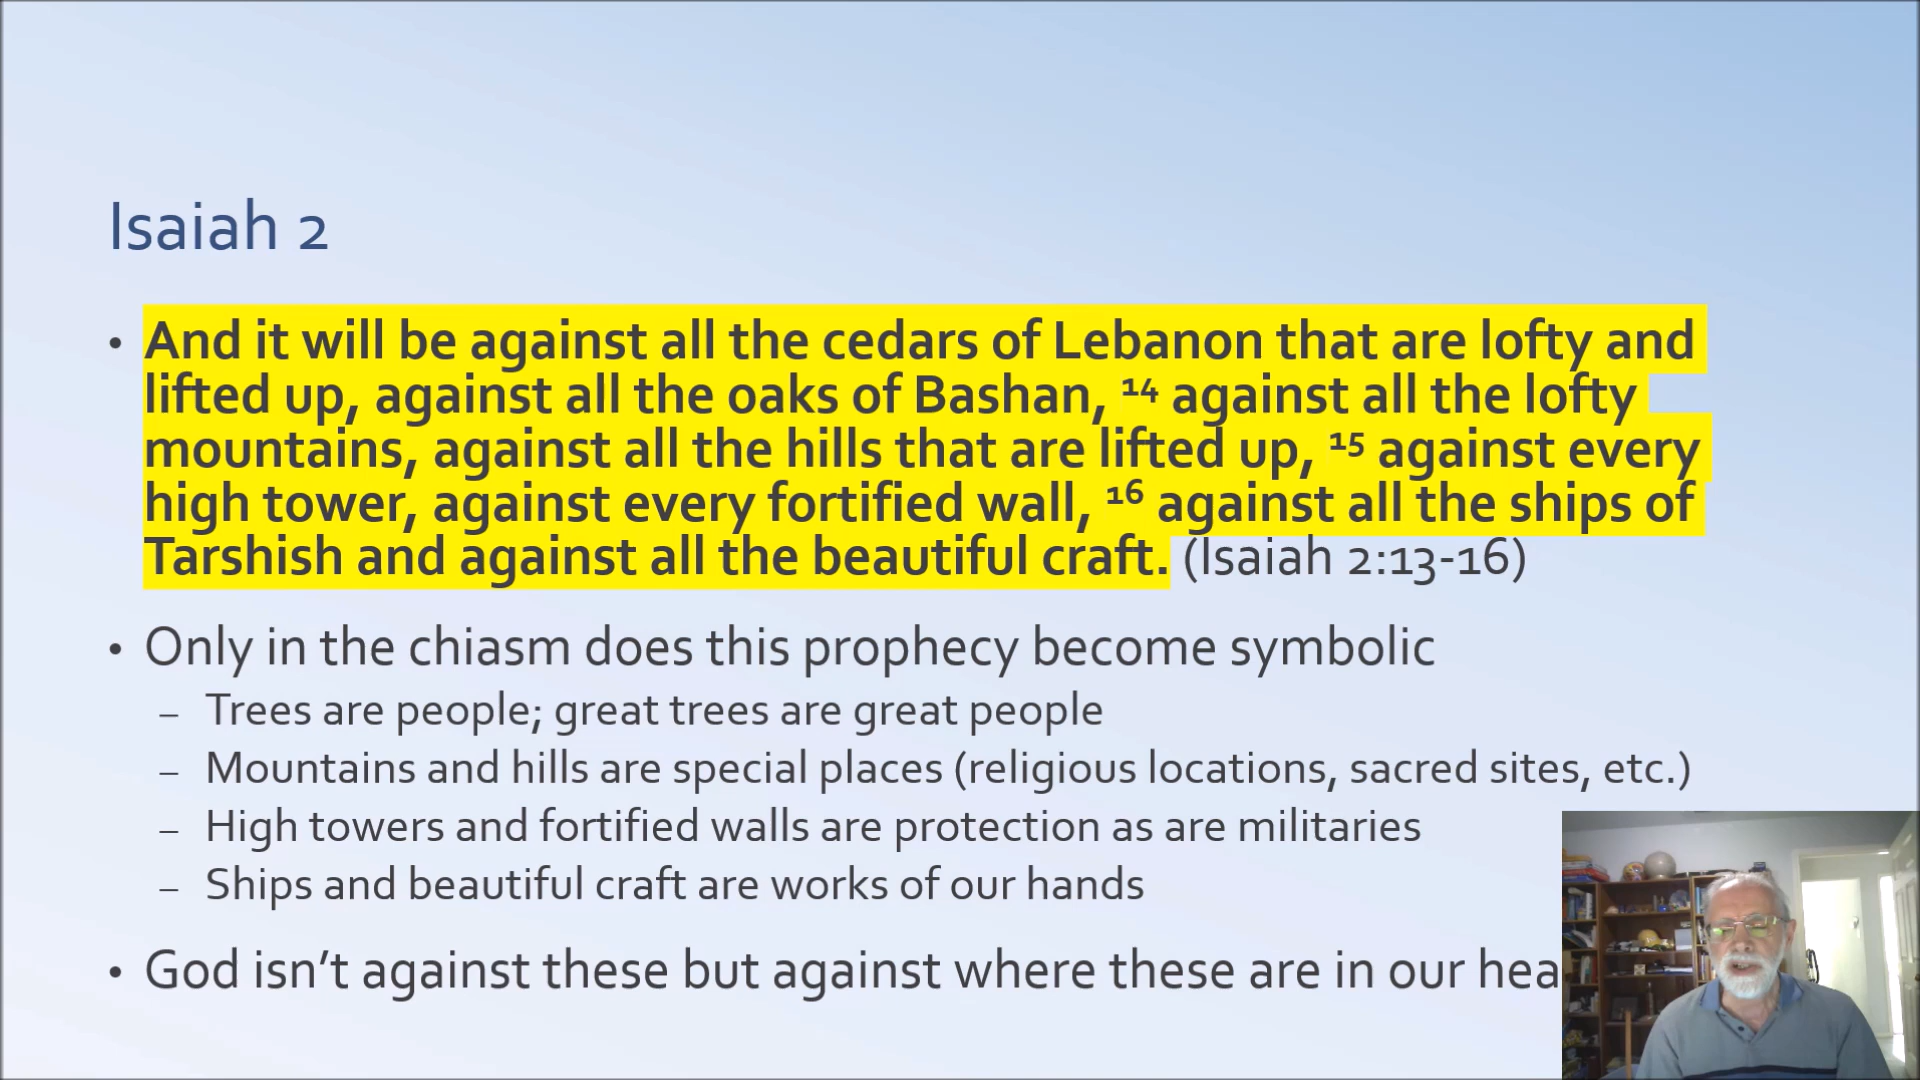 Isaiah 2
• And it will be against all the cedars of Lebanon that are lofty and
lifted up, against all the oaks of Bashan, ¹⁴ against all the lofty
mountains, against all the hills that are lifted up, ¹⁵ against every
high tower, against every fortified wall, ¹⁶ against all the ships of
Tarshish and against all the beautiful craft. (Isaiah 2:13-16)
• Only in the chiasm does this prophecy become symbolic
– Trees are people; great trees are great people
– Mountains and hills are special places (religious locations, sacred sites, etc.)
– High towers and fortified walls are protection as are militaries
– Ships and beautiful craft are works of our hands
• God isn’t against these but against where these are in our hea